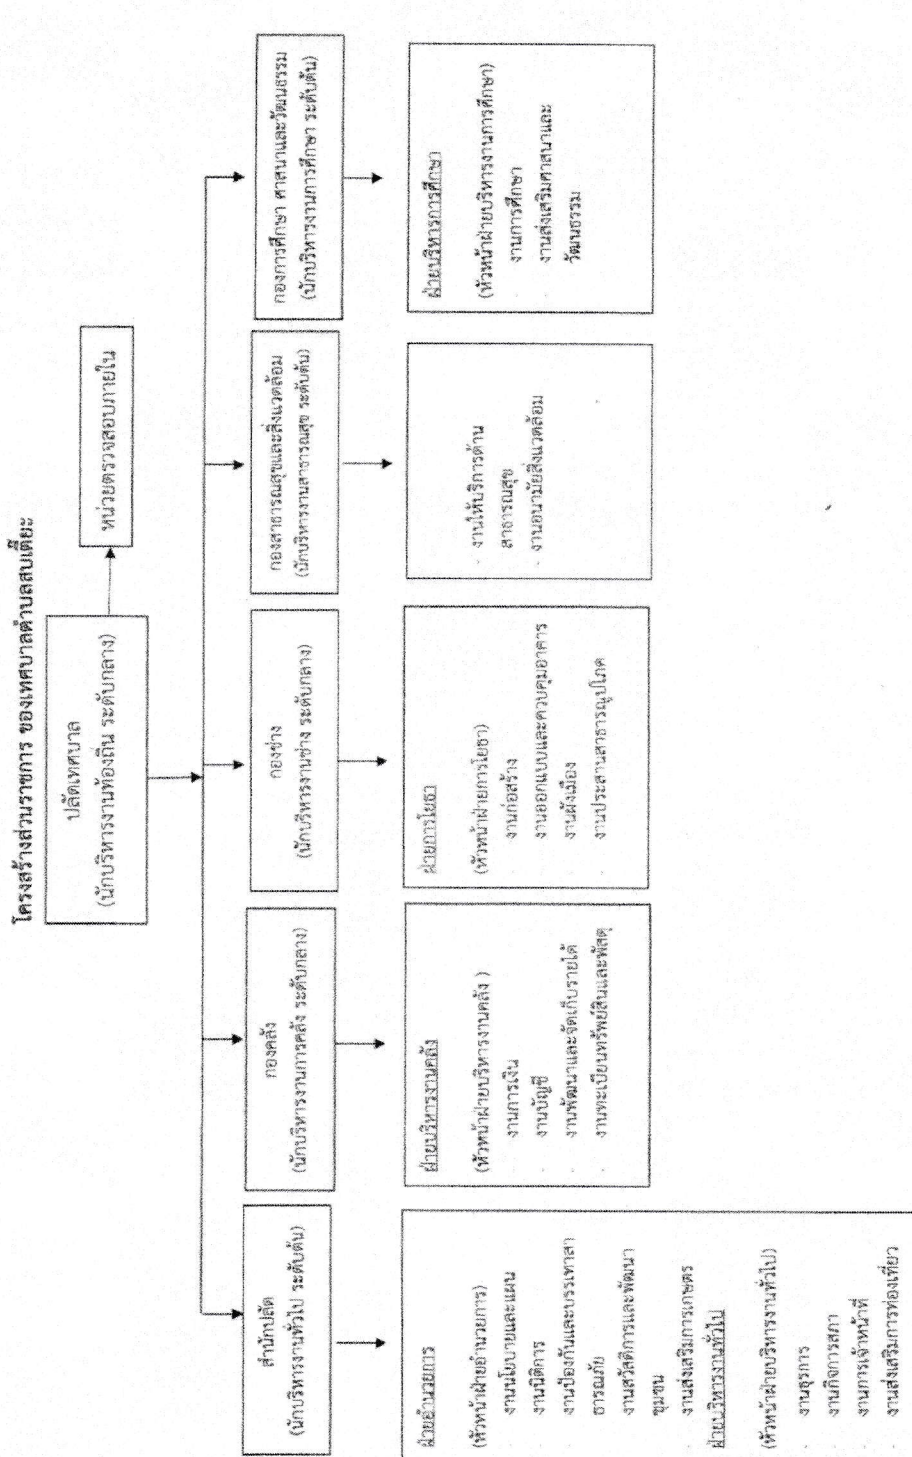 โครงสร้างส่วนราชการ ของเทศบาลตำบลสบเตี๊ยะ
ปลัดเทศบาล
(นักบริหารงานท้องถิ่น ระดับกลาง)
หน่วยตรวจสอบภายใน
สำนักปลัด
(นักบริหารงานทั่วไป ระดับต้น)
กองคลัง
(นักบริหารงานการคลัง ระดับกลาง)
กองช่าง
(นักบริหารงานช่าง ระดับกลาง)
กองสาธารณสุขและสิ่งแวดล้อม
(นักบริหารงานสาธารณสุข ระดับต้น)
กองการศึกษา ศาสนาและวัฒนธรรม
(นักบริหารงานการศึกษา ระดับต้น)
ฝ่ายอำนวยการ
(หัวหน้าฝ่ายอำนวยการ)
- งานนโยบายและแผน
- งานนิติการ
- งานป้องกันและบรรเทาสา
ธารณภัย
- งานสวัสดิการและพัฒนา
ชุมชน
- งานส่งเสริมการเกษตร
ฝ่ายบริหารงานทั่วไป
(หัวหน้าฝ่ายบริหารงานทั่วไป)
- งานธุรการ
- งานกิจการสภา
- งานการเจ้าหน้าที่
- งานส่งเสริมการท่องเที่ยว
ฝ่ายบริหารงานคลัง
(หัวหน้าฝ่ายบริหารงานคลัง )
- งานการเงิน
- งานบัญชี
- งานพัฒนาและจัดเก็บรายได้
- งานทะเบียนทรัพย์สินและพัสดุ
ฝ่ายการโยธา
(หัวหน้าฝ่ายการโยธา)
- งานก่อสร้าง
- งานออกแบบและควบคุมอาคาร
- งานผังเมือง
- งานประสานสาธารณูปโภค
- งานให้บริการด้าน
สาธารณสุข
- งานอนามัยสิ่งแวดล้อม
ฝ่ายบริหารการศึกษา
(หัวหน้าฝ่ายบริหารงานการศึกษา)
- งานการศึกษา
- งานส่งเสริมศาสนาและ
วัฒนธรรม